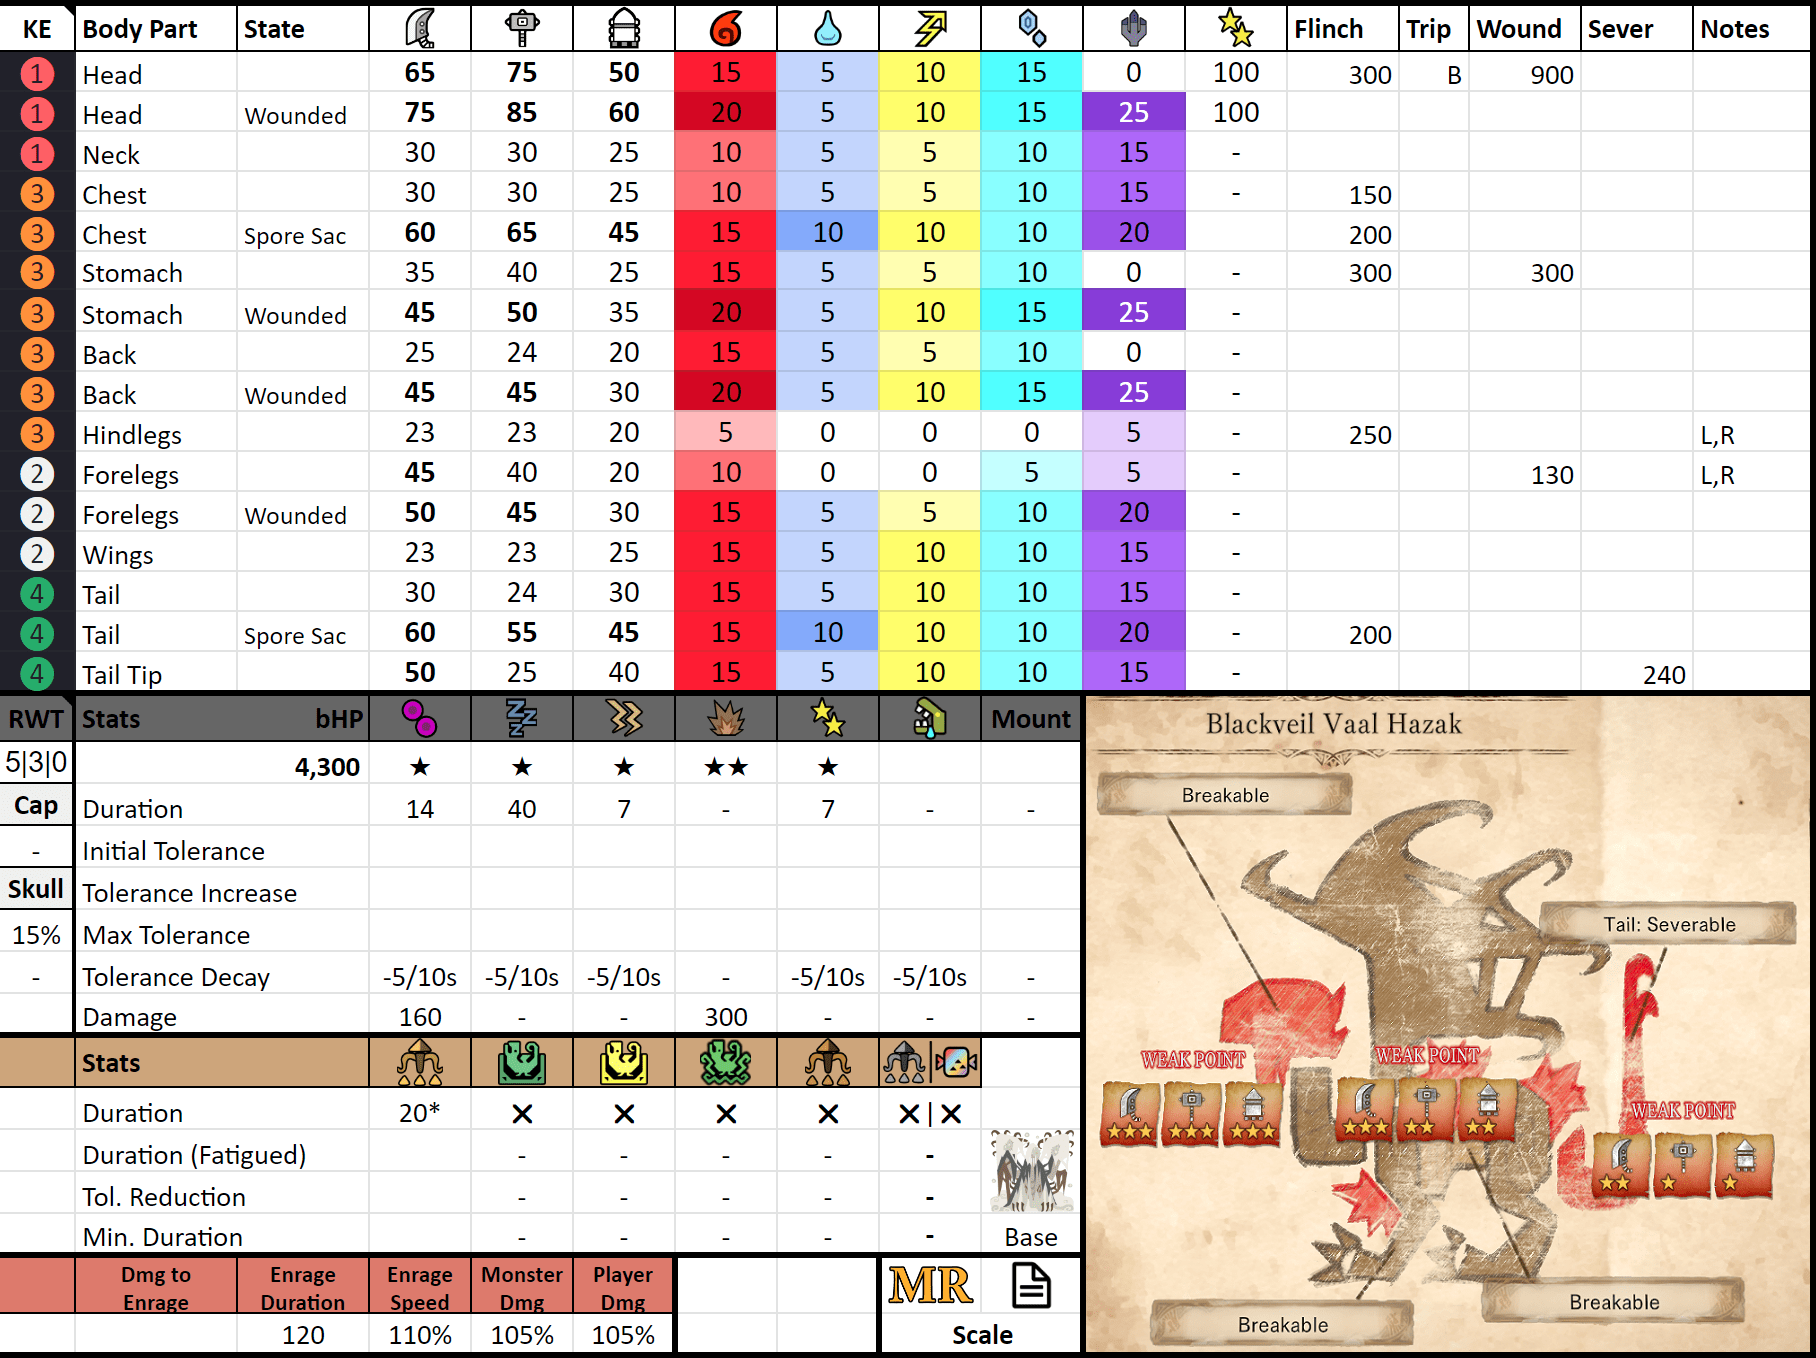 KE Body Part State Flinch Trip Wound Sever Notes
1 Head 65 75 50 15 5 10 15 0 100 300 B 900
1 Head Wounded 75 85 60 20 5 10 15 25 100
1 Neck 30 30 25 10 5 5 10 15 -
3 Chest 30 30 25 10 5 5 10 15 - 150
3 Chest Spore Sac 60 65 45 15 10 10 10 20 200
3 Stomach 35 40 25 15 5 5 10 0 - 300 300
3 Stomach Wounded 45 50 35 20 5 10 15 25 -
3 Back 25 24 20 15 5 5 10 0 -
3 Back Wounded 45 45 30 20 5 10 15 25 -
3 Hindlegs 23 23 20 5 0 0 0 5 - 250 L,R
2 Forelegs 45 40 20 10 0 0 5 5 - 130 L,R
2 Forelegs Wounded 50 45 30 15 5 5 10 20 -
2 Wings 23 23 25 15 5 10 10 15 -
4 Tail 30 24 30 15 5 10 10 15 -
4 Tail Spore Sac 60 55 45 15 10 10 10 20 - 200
4 Tail Tip 50 25 40 15 5 10 10 15 - 240
RWT Stats bHP Mount
5|3|0 4,300 ★ ★ ★ ★★ ★
Cap Duration 14 40 7 - 7 - -
- Initial Tolerance
Skull Tolerance Increase
15% Max Tolerance
- Tolerance Decay -5/10s -5/10s -5/10s - -5/10s -5/10s -
Damage 160 - - 300 - - -
Stats
Duration 20* ✕ ✕ ✕ ✕ ✕|✕
Duration (Fatigued) - - - - -
Tol. Reduction - - - - -
Min. Duration - - - - - Base
Dmg to Enrage
Enrage Duration
Enrage Speed
Monster Dmg
Player Dmg
MR
120 110% 105% 105% Scale
Blackveil Vaal Hazak
Breakable
Tail: Severable
WEAK POINT
WEAK POINT
WEAK POINT
Breakable
Breakable